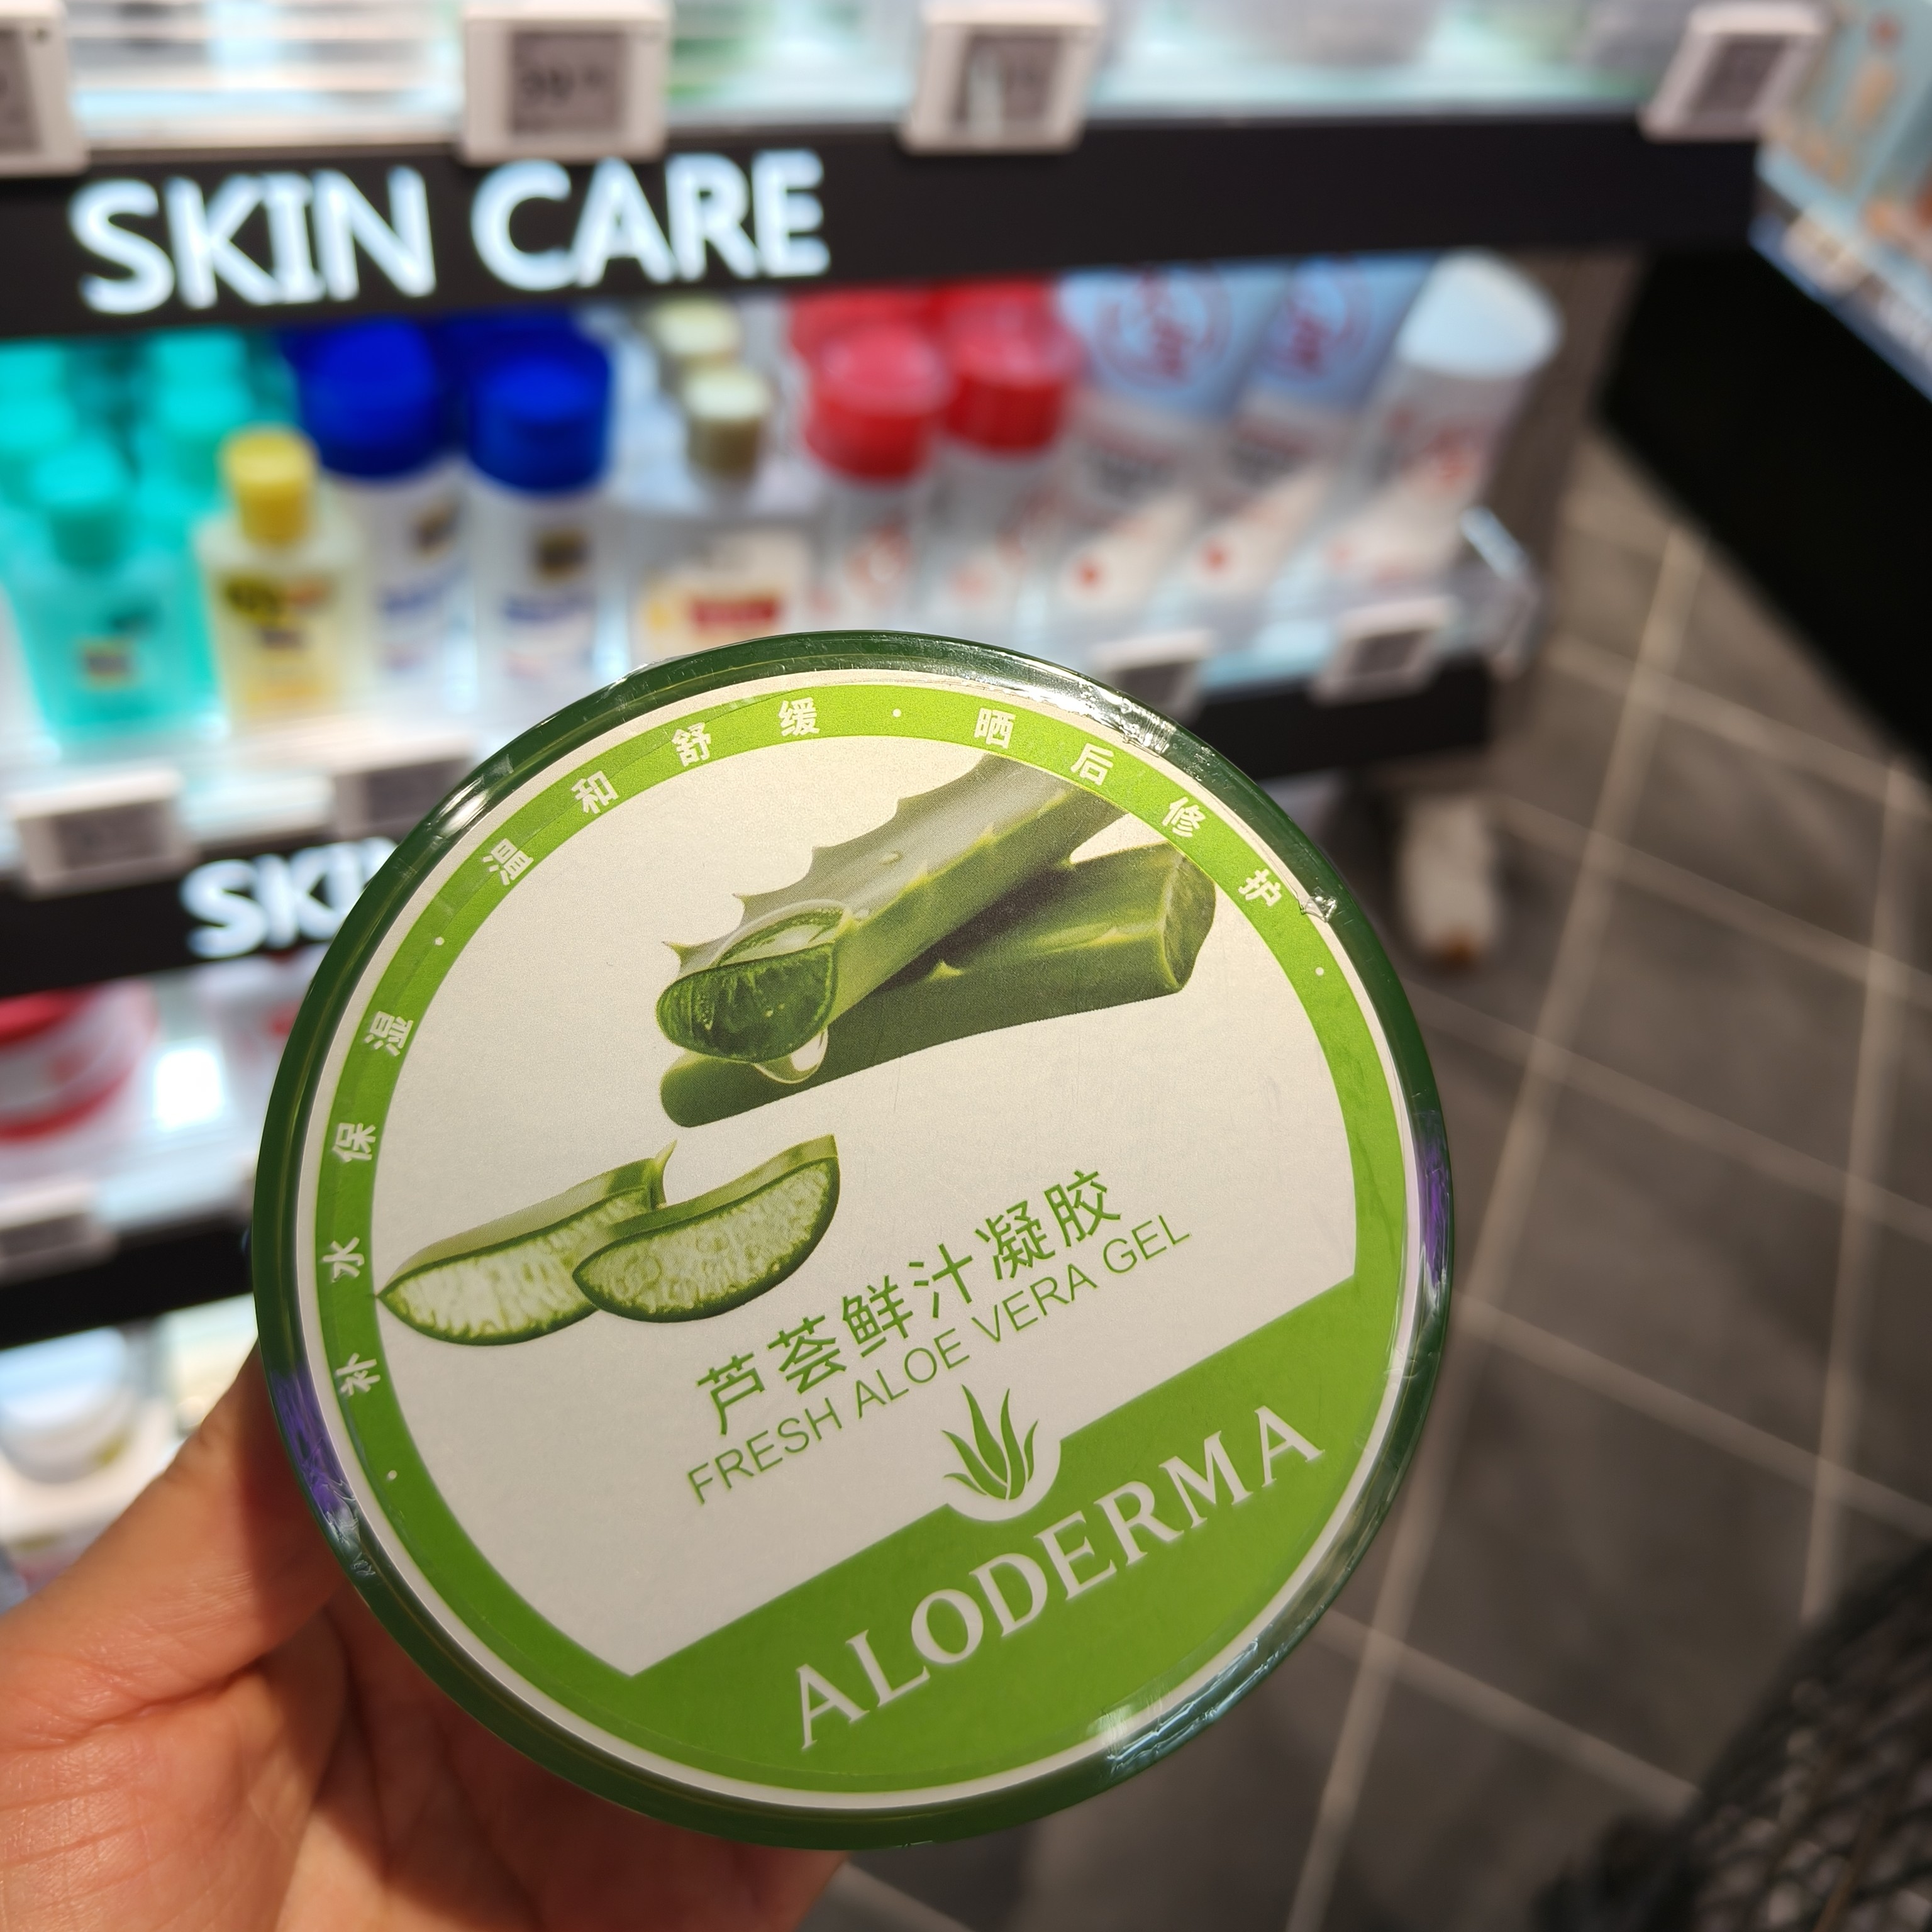 SKIN CARE
SKI
补水保湿 · 温和舒缓 · 晒后修护
芦荟鲜汁凝胶
FRESH ALOE VERA GEL
ALODERMA